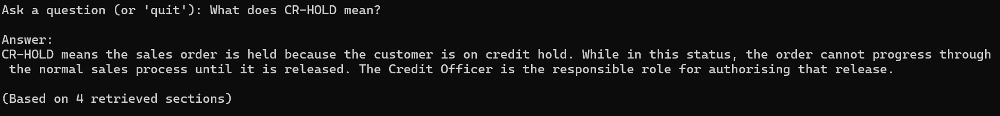 Ask a question (or 'quit'): What does CR-HOLD mean?
Answer:
CR-HOLD means the sales order is held because the customer is on credit hold. While in this status, the order cannot progress through
the normal sales process until it is released. The Credit Officer is the responsible role for authorising that release.
(Based on 4 retrieved sections)